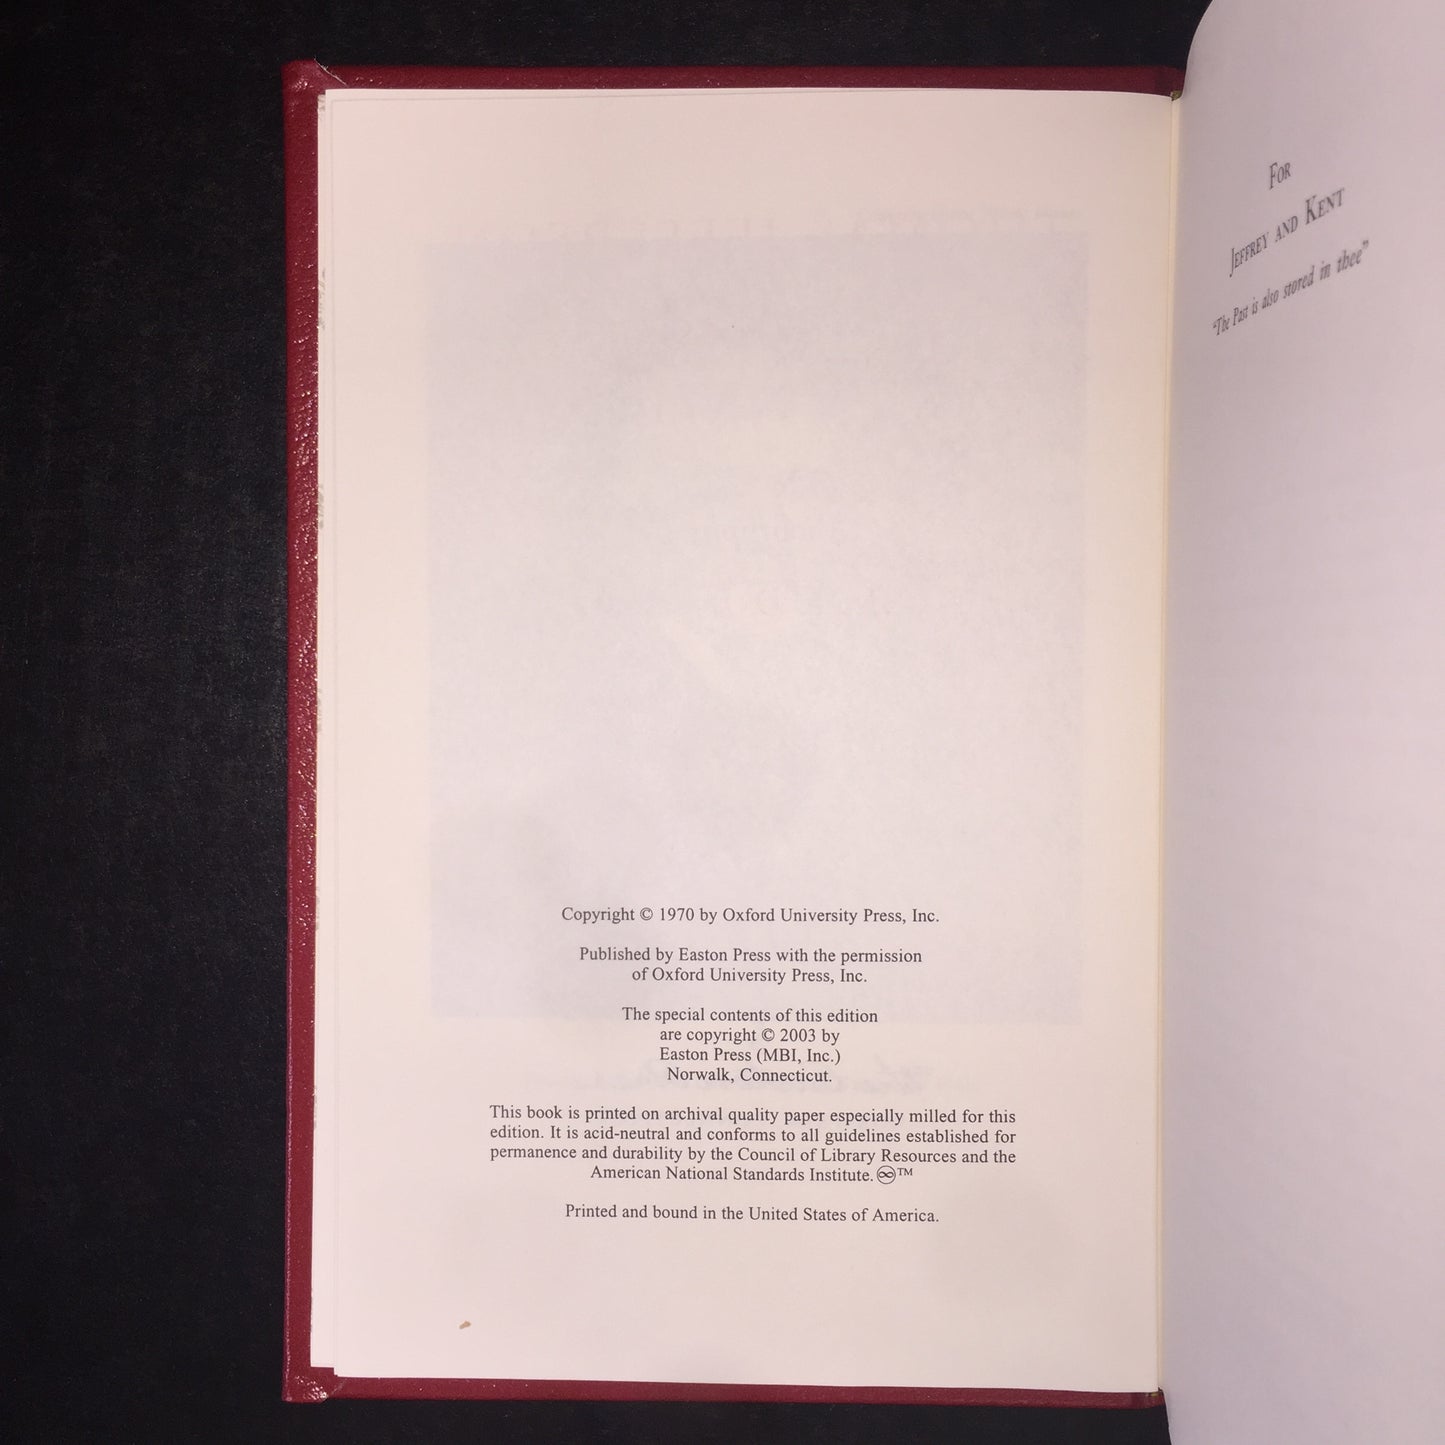 Copyright © 1970 by Oxford University Press, Inc.
Published by Easton Press with the permission
of Oxford University Press, Inc.
The special contents of this edition
are copyright © 2003 by
Easton Press (MBI, Inc.)
Norwalk, Connecticut.
This book is printed on archival quality paper especially milled for this
edition. It is acid-neutral and conforms to all guidelines established for
permanence and durability by the Council of Library Resources and the
American National Standards Institute. ♾™
Printed and bound in the United States of America.
For
Jeffrey and Kent
“The Past is also stored in thee”